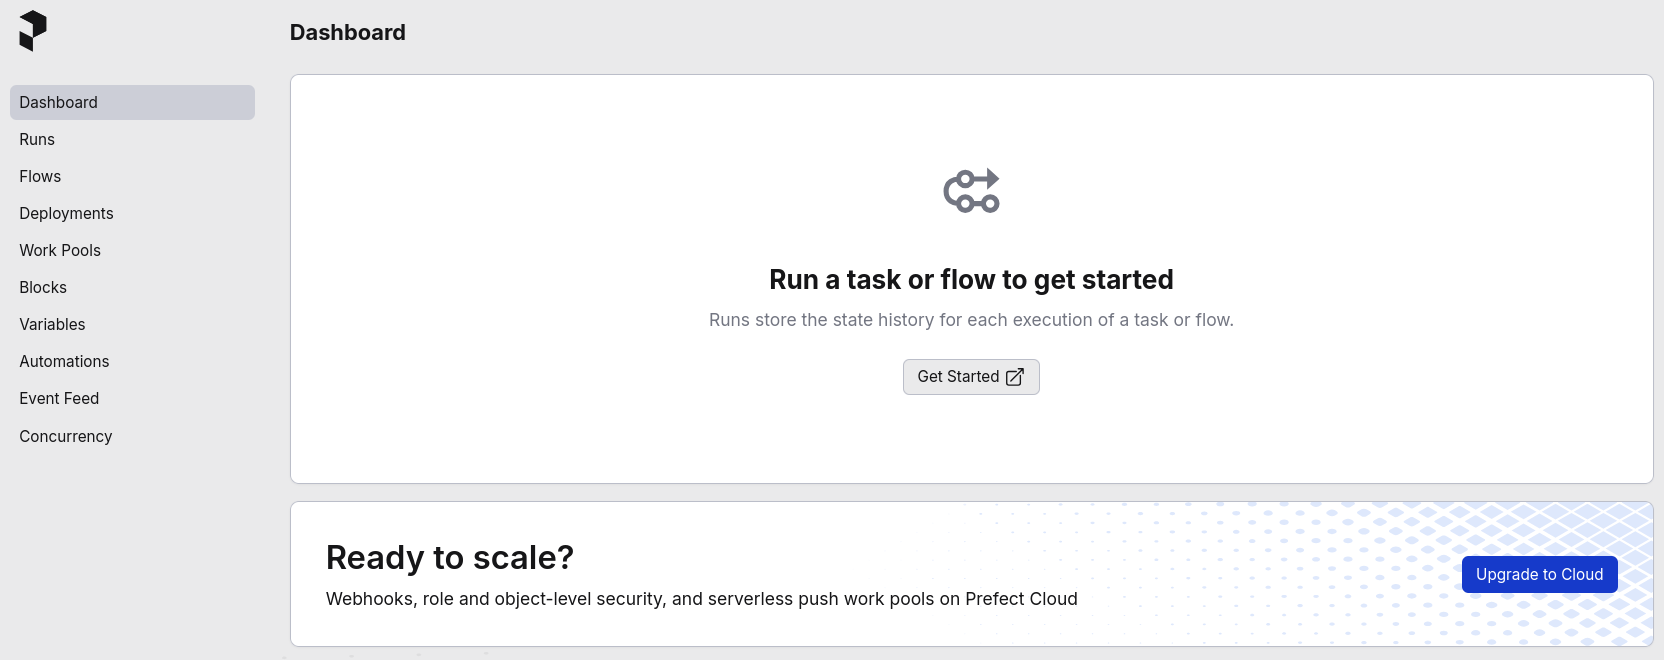 Dashboard
Runs
Flows
Deployments
Work Pools
Blocks
Variables
Automations
Event Feed
Concurrency
Dashboard
Run a task or flow to get started
Runs store the state history for each execution of a task or flow.
Get Started
Ready to scale?
Webhooks, role and object-level security, and serverless push work pools on Prefect Cloud
Upgrade to Cloud